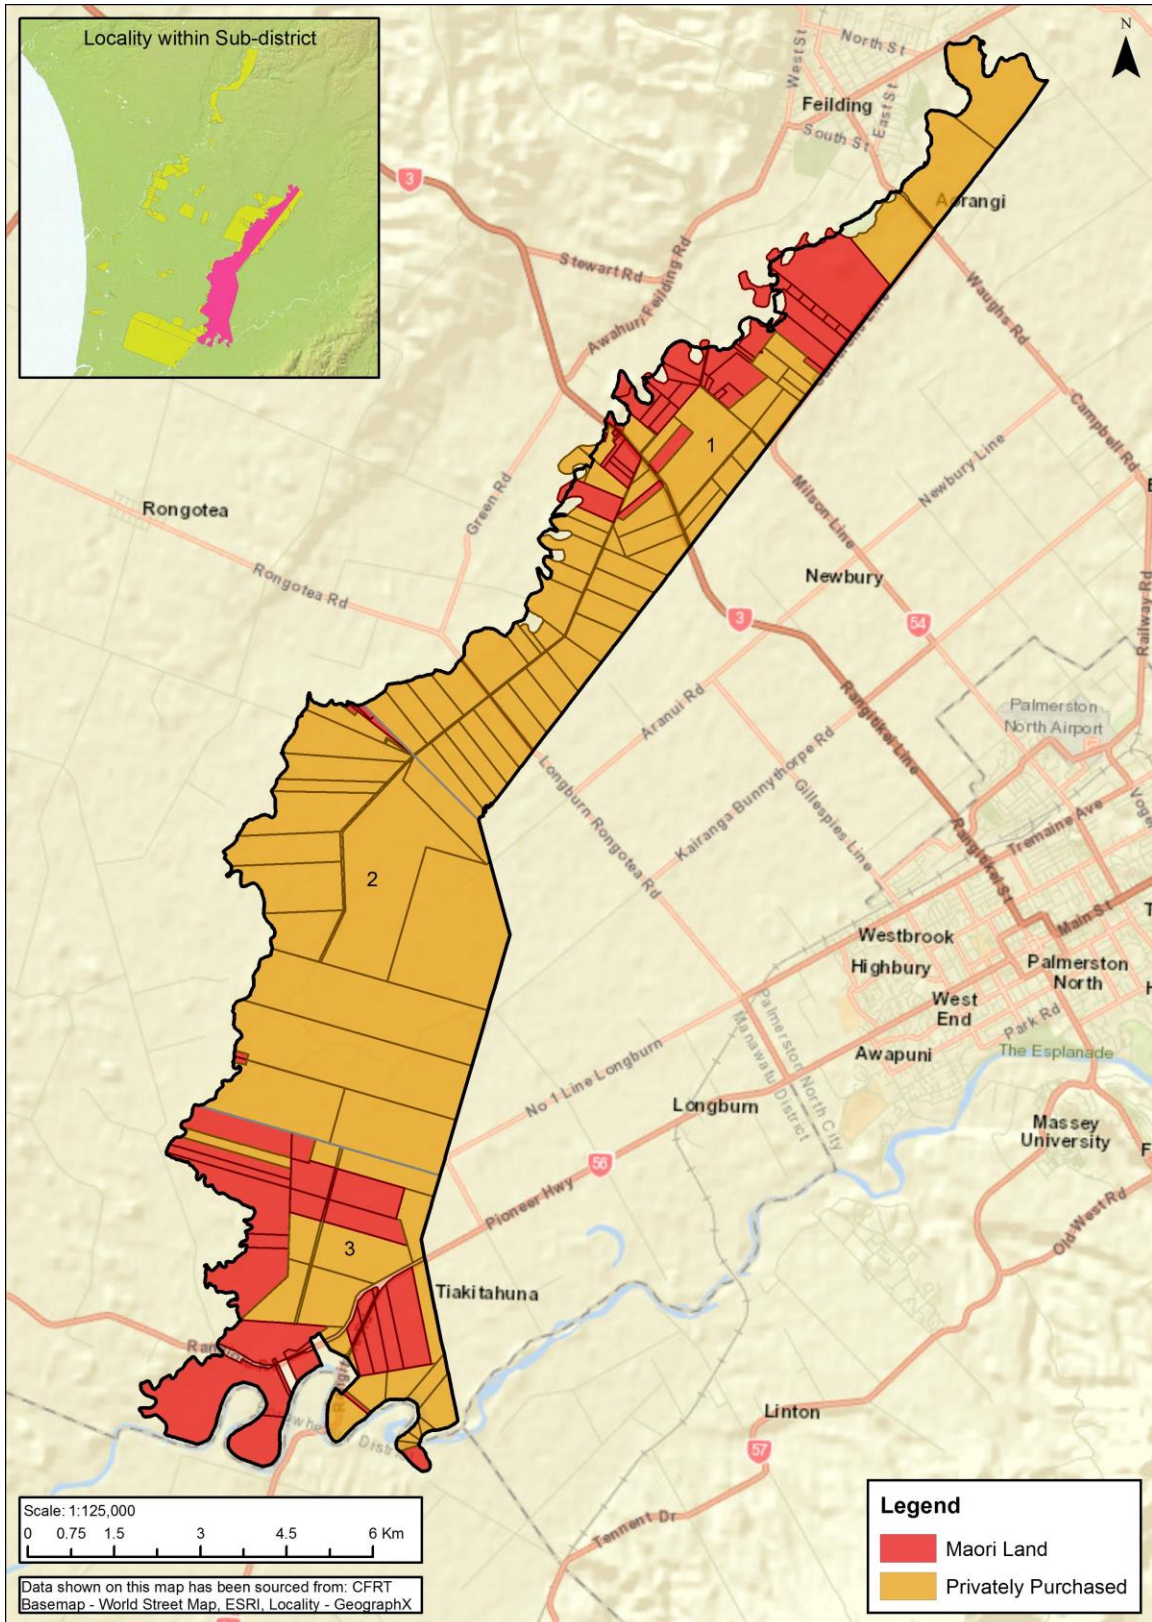 Locality within Sub-district
N
North St
West St
Feilding
East St
South St
3
Aorangi
Stewart Rd
Awahuri Feilding Rd
Waughs Rd
Campbell Rd
1
Rongotea
Green Rd
Newbury Line
Milson Line
Rongotea Rd
Newbury
54
3
Railway Rd
Aranui Rd
Rangitikei Line
Palmerston
North Airport
Longburn Rongotea Rd
Kairanga Bunnythorpe Rd
Gillespies Line
Tremaine Ave
2
Rangitikei St
Main St
Westbrook
Highbury
Palmerston
North
West
End
Park Rd
Palmerston North City
Manawatu District
Awapuni
The Esplanade
No 1 Line Longburn
Longburn
Massey
University
56
Pioneer Hwy
Old West Rd
3
Tiakitahuna
Linton
57
Tennent Dr
Scale: 1:125,000
0 0.75 1.5 3 4.5 6 Km
Data shown on this map has been sourced from: CFRT
Basemap - World Street Map, ESRI, Locality - GeographX
Legend
Maori Land
Privately Purchased